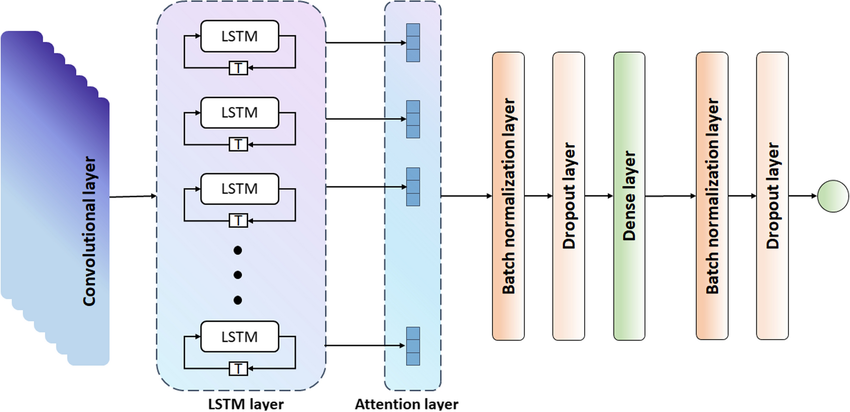 Convolutional layer
LSTM
T
LSTM
T
LSTM
T
LSTM
T
LSTM layer
Attention layer
Batch normalization layer
Dropout layer
Dense layer
Batch normalization layer
Dropout layer